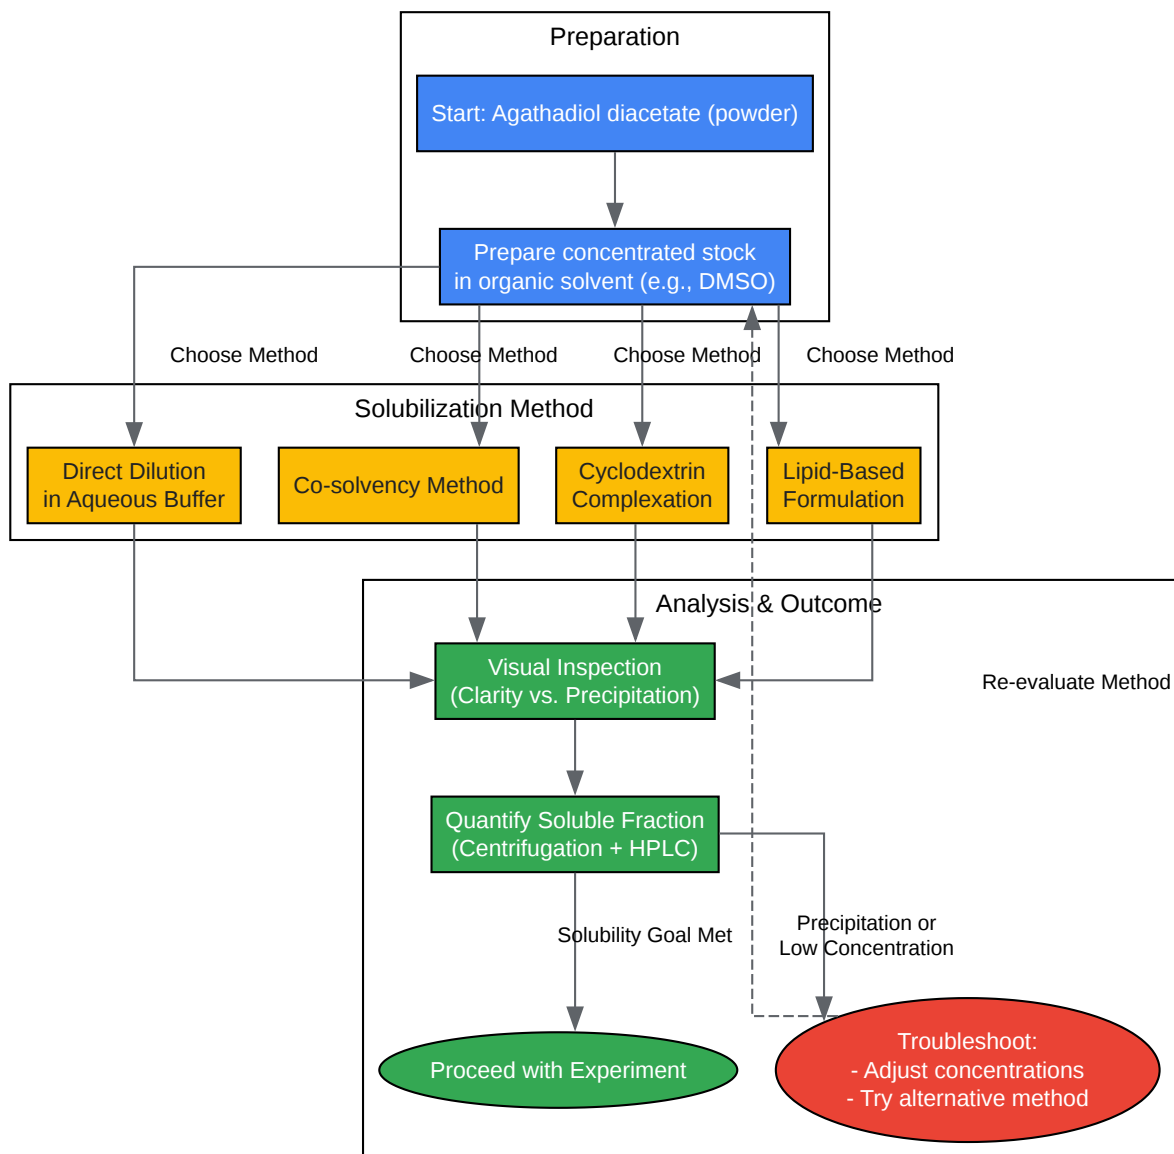 Preparation
Start: Agathadiol diacetate (powder)
Prepare concentrated stock
in organic solvent (e.g., DMSO)
Choose Method
Choose Method
Choose Method
Choose Method
Solubilization Method
Direct Dilution
in Aqueous Buffer
Co-solvency Method
Cyclodextrin
Complexation
Lipid-Based
Formulation
Analysis & Outcome
Visual Inspection
(Clarity vs. Precipitation)
Re-evaluate Method
Quantify Soluble Fraction
(Centrifugation + HPLC)
Solubility Goal Met
Precipitation or
Low Concentration
Proceed with Experiment
Troubleshoot:
- Adjust concentrations
- Try alternative method